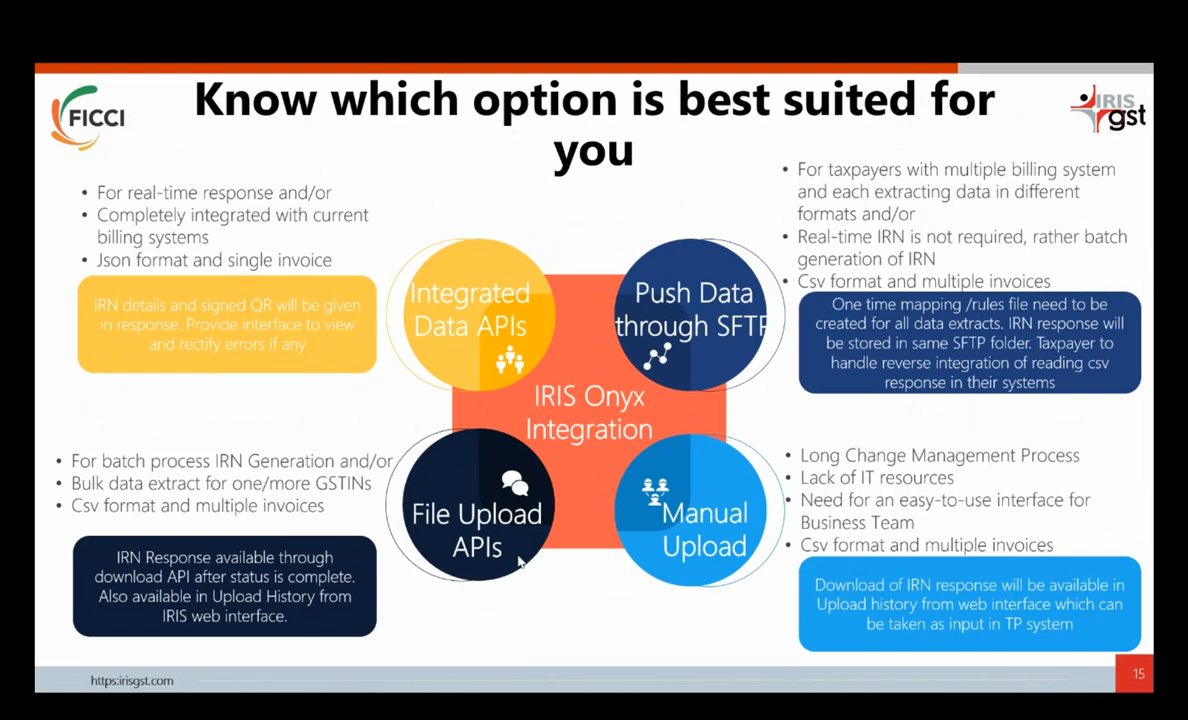 Know which option is best suited for
you
FICCI
IRIS
gst
• For real-time response and/or
• Completely integrated with current
billing systems
• Json format and single invoice
IRN details and signed QR will be given
in response. Provide interface to view
and rectify errors if any
Integrated
Data APIs
Push Data
through SFTP
• For taxpayers with multiple billing system
and each extracting data in different
formats and/or
• Real-time IRN is not required, rather batch
generation of IRN
• Csv format and multiple invoices
One time mapping /rules file need to be
created for all data extracts. IRN response will
be stored in same SFTP folder. Taxpayer to
handle reverse integration of reading csv
response in their systems
IRIS Onyx
Integration
• For batch process IRN Generation and/or
• Bulk data extract for one/more GSTINs
• Csv format and multiple invoices
IRN Response available through
download API after status is complete.
Also available in Upload History from
IRIS web interface.
File Upload
APIs
Manual
Upload
• Long Change Management Process
• Lack of IT resources
• Need for an easy-to-use interface for
Business Team
• Csv format and multiple invoices
Download of IRN response will be available in
Upload history from web interface which can
be taken as input in TP system
https:irisgst.com
15